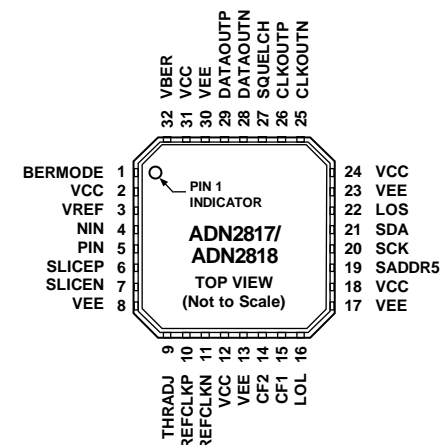 32 VBER
31 VCC
30 VEE
29 DATAOUTP
28 DATAOUTN
27 SQUELCH
26 CLKOUTP
25 CLKOUTN
BERMODE 1
VCC 2
VREF 3
NIN 4
PIN 5
SLICEP 6
SLICEN 7
VEE 8
PIN 1
INDICATOR
ADN2817/
ADN2818
TOP VIEW
(Not to Scale)
24 VCC
23 VEE
22 LOS
21 SDA
20 SCK
19 SADDR5
18 VCC
17 VEE
THRADJ 9
REFCLKP 10
REFCLKN 11
VCC 12
VEE 13
CF2 14
CF1 15
LOL 16